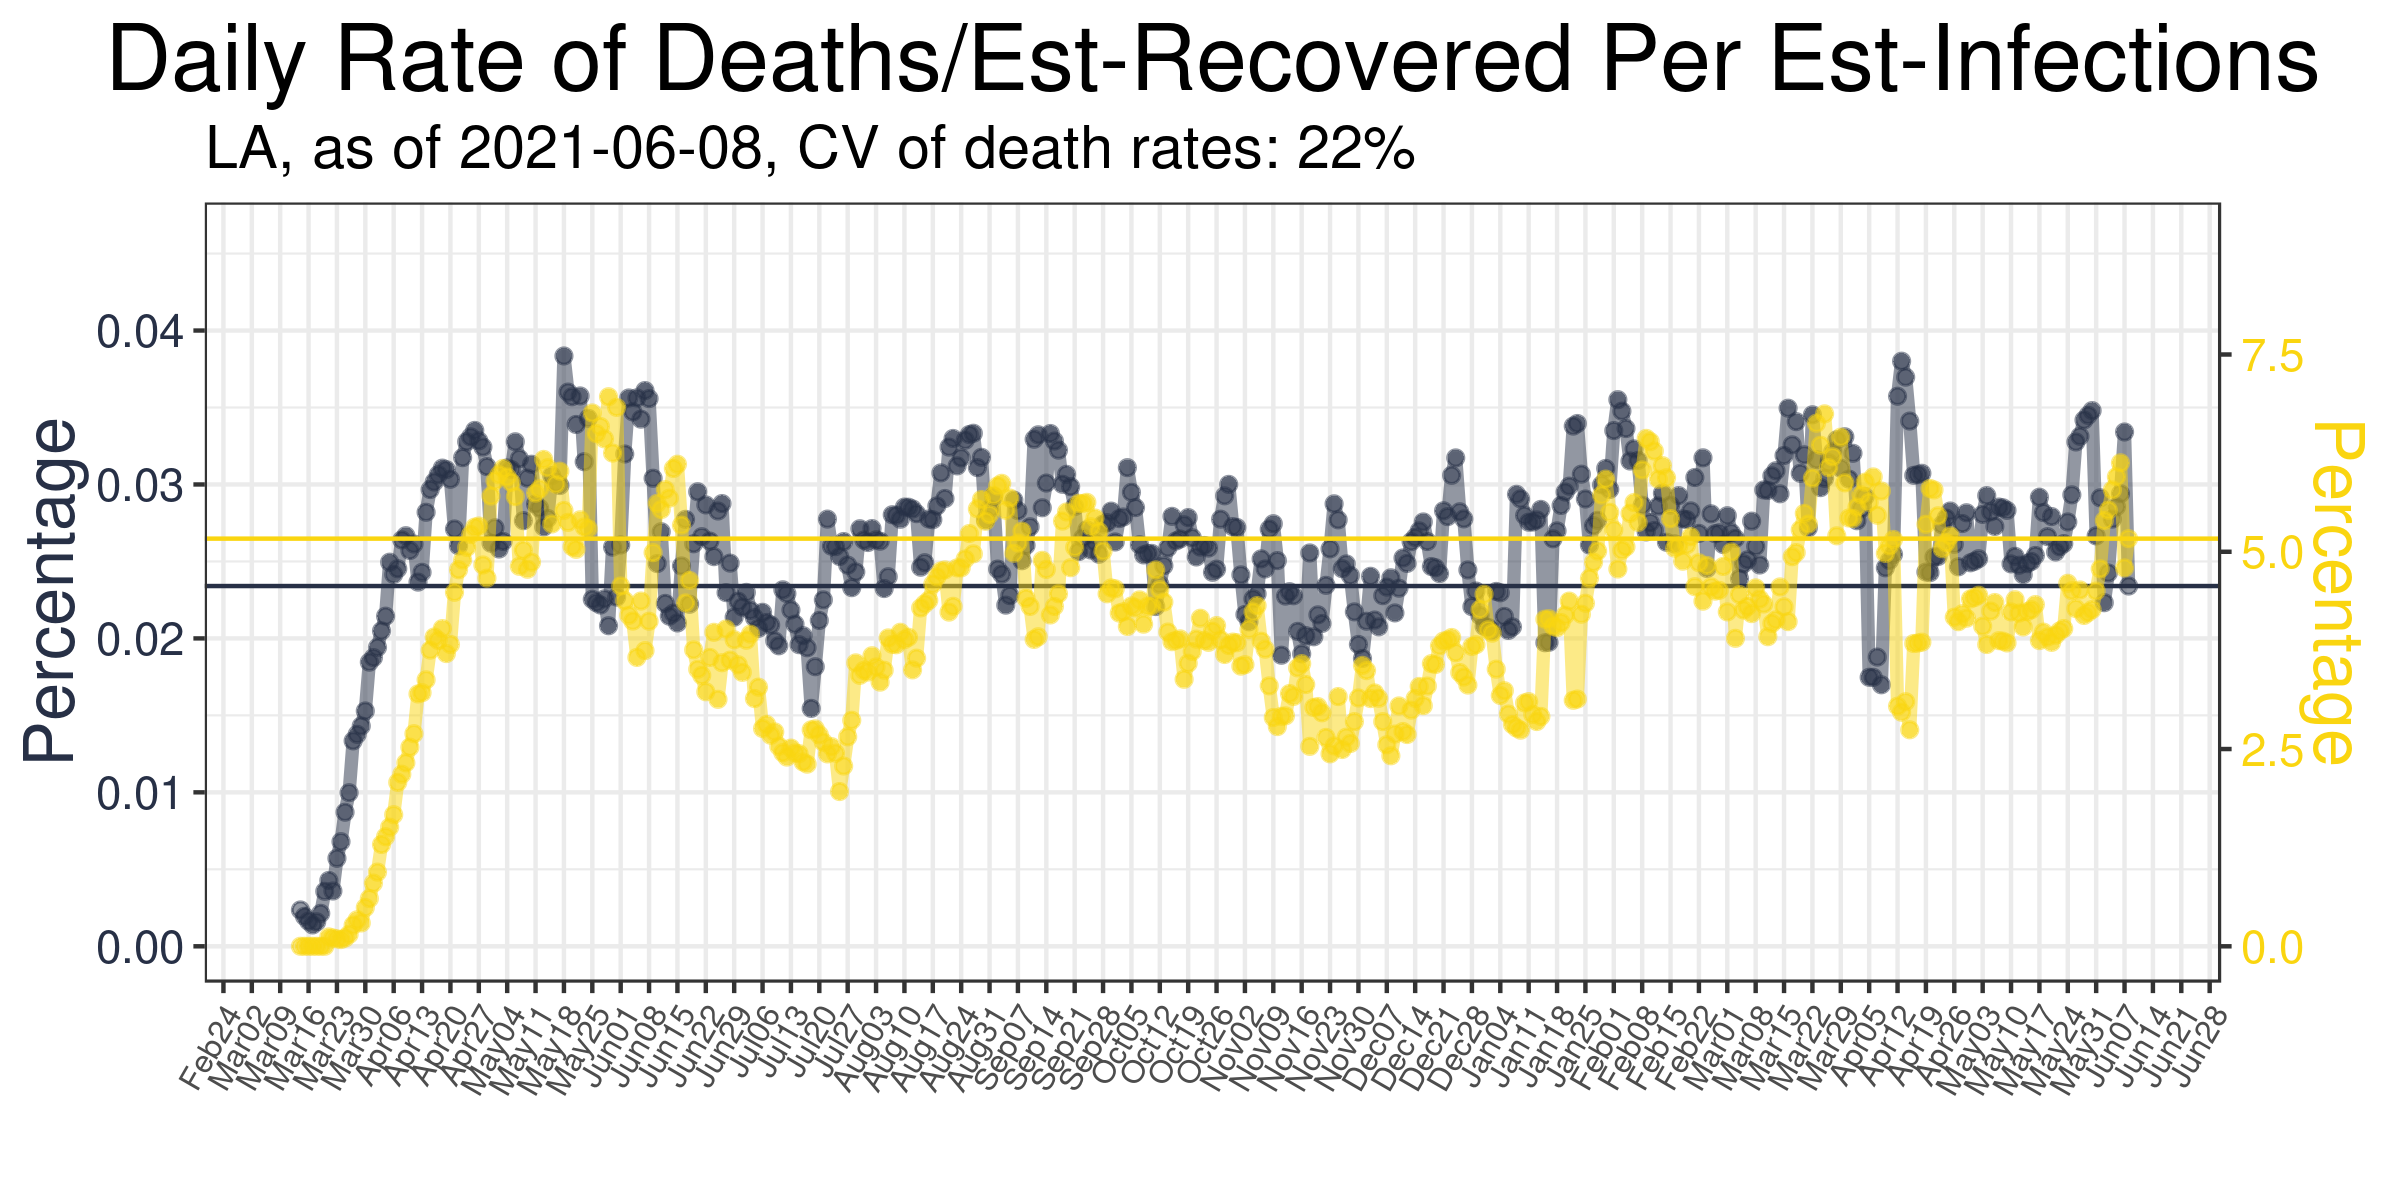 Daily Rate of Deaths/Est-Recovered Per Est-Infections
LA, as of 2021-06-08, CV of death rates: 22%
Percentage
0.04
0.03
0.02
0.01
0.00
7.5
5.0
2.5
0.0
Percentage
Feb24 Mar02 Mar09 Mar16 Mar23 Mar30 Apr06 Apr13 Apr20 Apr27 May04 May11 May18 May25 Jun01 Jun08 Jun15 Jun22 Jun29 Jul06 Jul13 Jul20 Jul27 Aug03 Aug10 Aug17 Aug24 Aug31 Sep07 Sep14 Sep21 Sep28 Oct05 Oct12 Oct19 Oct26 Nov02 Nov09 Nov16 Nov23 Nov30 Dec07 Dec14 Dec21 Dec28 Jan04 Jan11 Jan18 Jan25 Feb01 Feb08 Feb15 Feb22 Mar01 Mar08 Mar15 Mar22 Mar29 Apr05 Apr12 Apr19 Apr26 May03 May10 May17 May24 May31 Jun07 Jun14 Jun21 Jun28